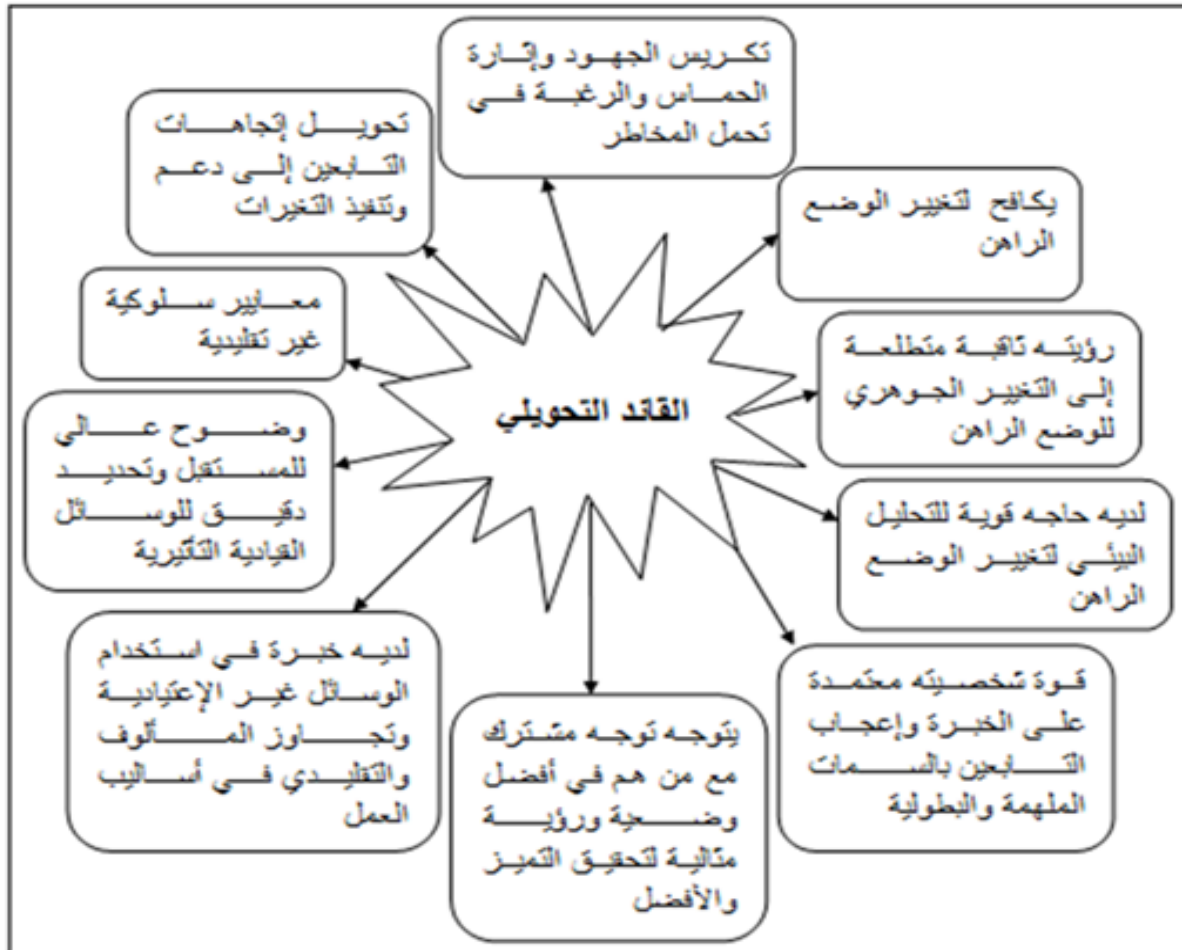 تكريس الجهود وإثارة
الحماس والرغبة في
تحمل المخاطر
يكافح لتغيير الوضع
الراهن
رؤيته ثاقبة متطلعة
إلى التغيير الجوهري
للوضع الراهن
لديه حاجه قوية للتحليل
البيئي لتغيير الوضع
الراهن
قوة شخصيته معتمدة
على الخبرة وإعجاب
التابعين بالسمات
الملهمة والبطولية
يتوجه توجه مشترك
مع من هم في أفضل
وضعية ورؤية
مثالية لتحقيق التميز
والأفضل
لديه خبرة في استخدام
الوسائل غير الإعتيادية
وتجاوز المألوف
والتقليدي في أساليب
العمل
وضوح عالي
للمستقبل وتحديد
دقيق للوسائل
القيادية التأثيرية
معايير سلوكية
غير تقليدية
تحويل إتجاهات
التابعين إلى دعم
وتنفيذ التغيرات
القائد التحويلي